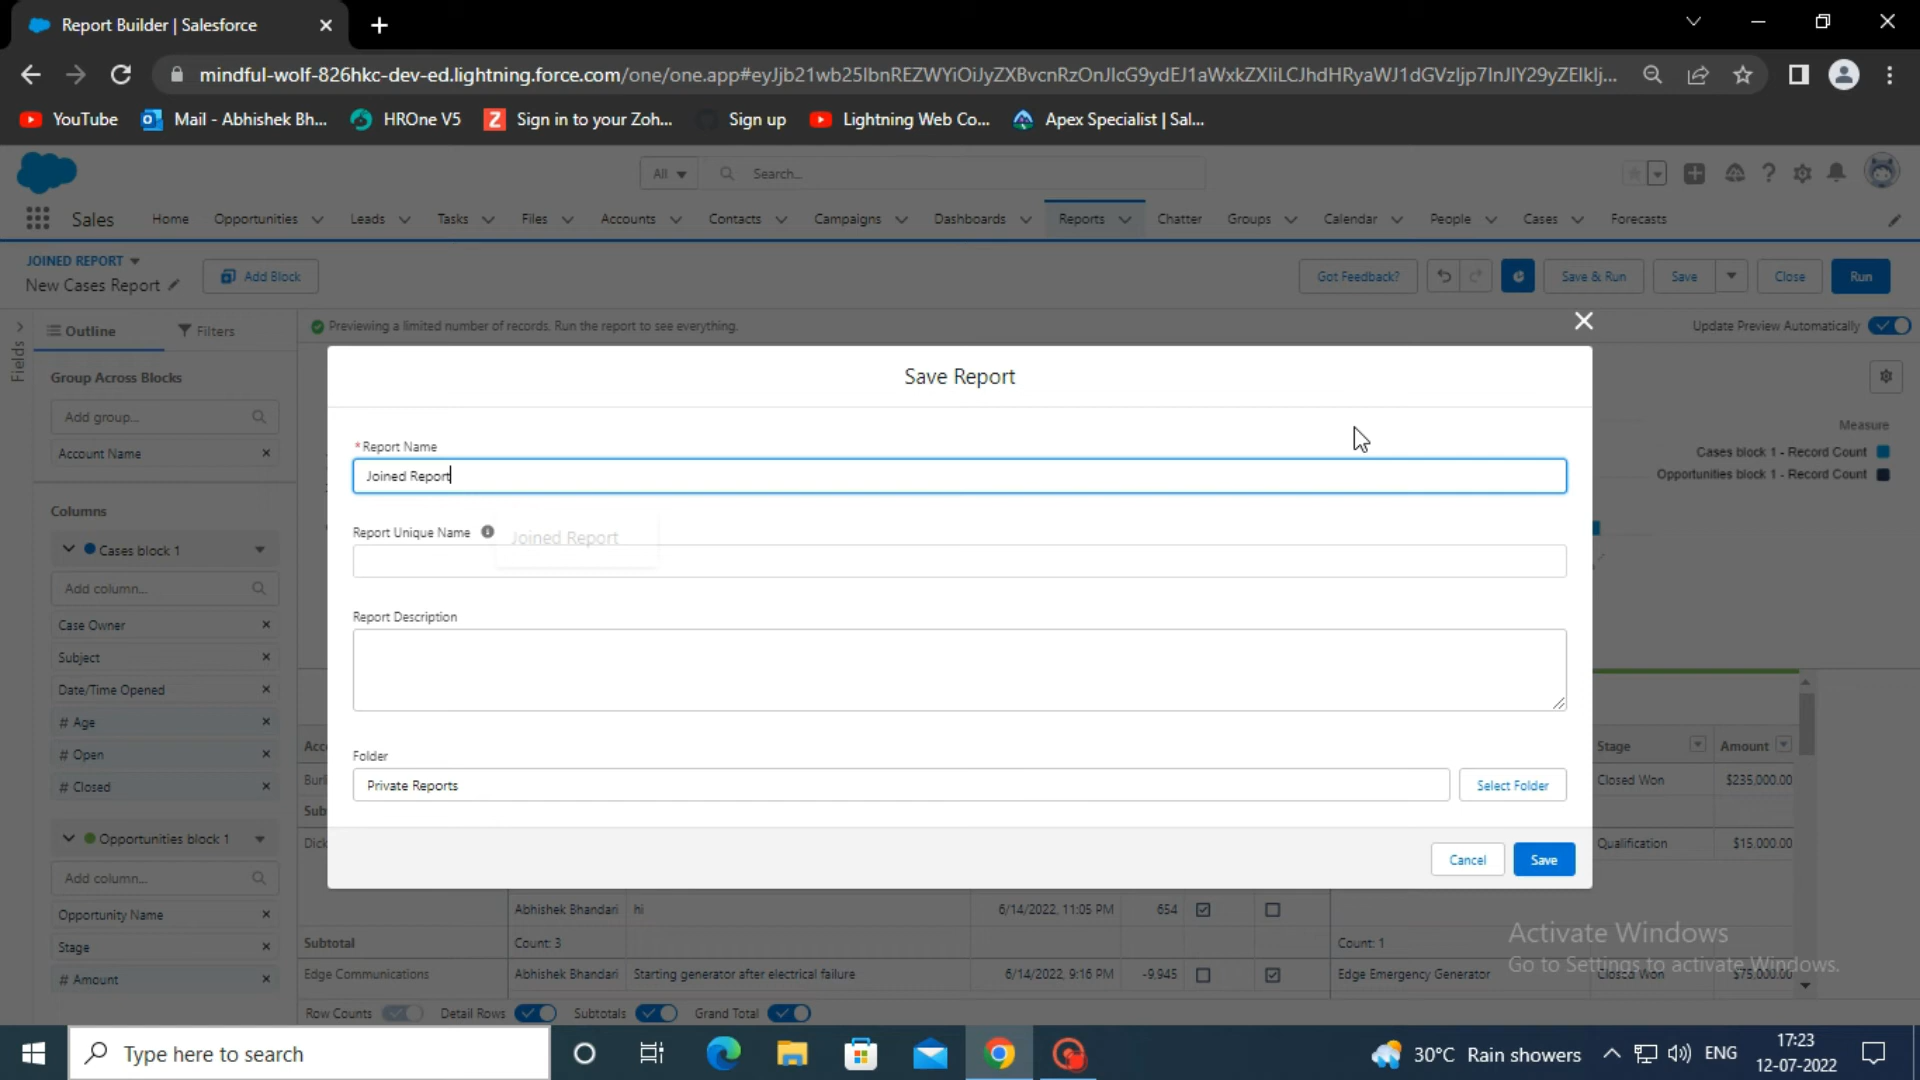 Report Builder | Salesforce
mindful-wolf-826hkc-dev-ed.lightning.force.com/one/one.app#eyJjb21wb25lbnREZWYiOiJyZXBvcnRzOnJlcG9ydEJ1aWxkZXIiLCJhdHRyaWJ1dGVzIjp7InJlY29yZElkIj...
YouTube
Mail - Abhishek Bh...
HROne V5
Sign in to your Zoh...
Sign up
Lightning Web Co...
Apex Specialist | Sal...
All
Search...
Sales
Home
Opportunities
Leads
Tasks
Files
Accounts
Contacts
Campaigns
Dashboards
Reports
Chatter
Groups
Calendar
People
Cases
Forecasts
JOINED REPORT
New Cases Report
Add Block
Got Feedback?
Save & Run
Save
Close
Run
Fields
Outline
Filters
Previewing a limited number of records. Run the report to see everything.
Update Preview Automatically
Group Across Blocks
Add group...
Account Name
Columns
Cases block 1
Add column...
Case Owner
Subject
Date/Time Opened
# Age
# Open
# Closed
Opportunities block 1
Add column...
Opportunity Name
Stage
# Amount
Measure
Cases block 1 - Record Count
Opportunities block 1 - Record Count
Save Report
* Report Name
Joined Report
Report Unique Name
Joined Report
Report Description
Folder
Private Reports
Select Folder
Cancel
Save
Acc
Stage
Amount
Burl
Closed Won
$235,000.00
Sub
Dick
Qualification
$15,000.00
Abhishek Bhandari
hi
6/14/2022, 11:05 PM
654
Subtotal
Count: 3
Count: 1
Edge Communications
Abhishek Bhandari
Starting generator after electrical failure
6/14/2022, 9:16 PM
-9,945
Edge Emergency Generator
Closed Won
$75,000.00
Activate Windows
Go to Settings to activate Windows.
Row Counts
Detail Rows
Subtotals
Grand Total
Type here to search
30°C Rain showers
ENG
17:23
12-07-2022